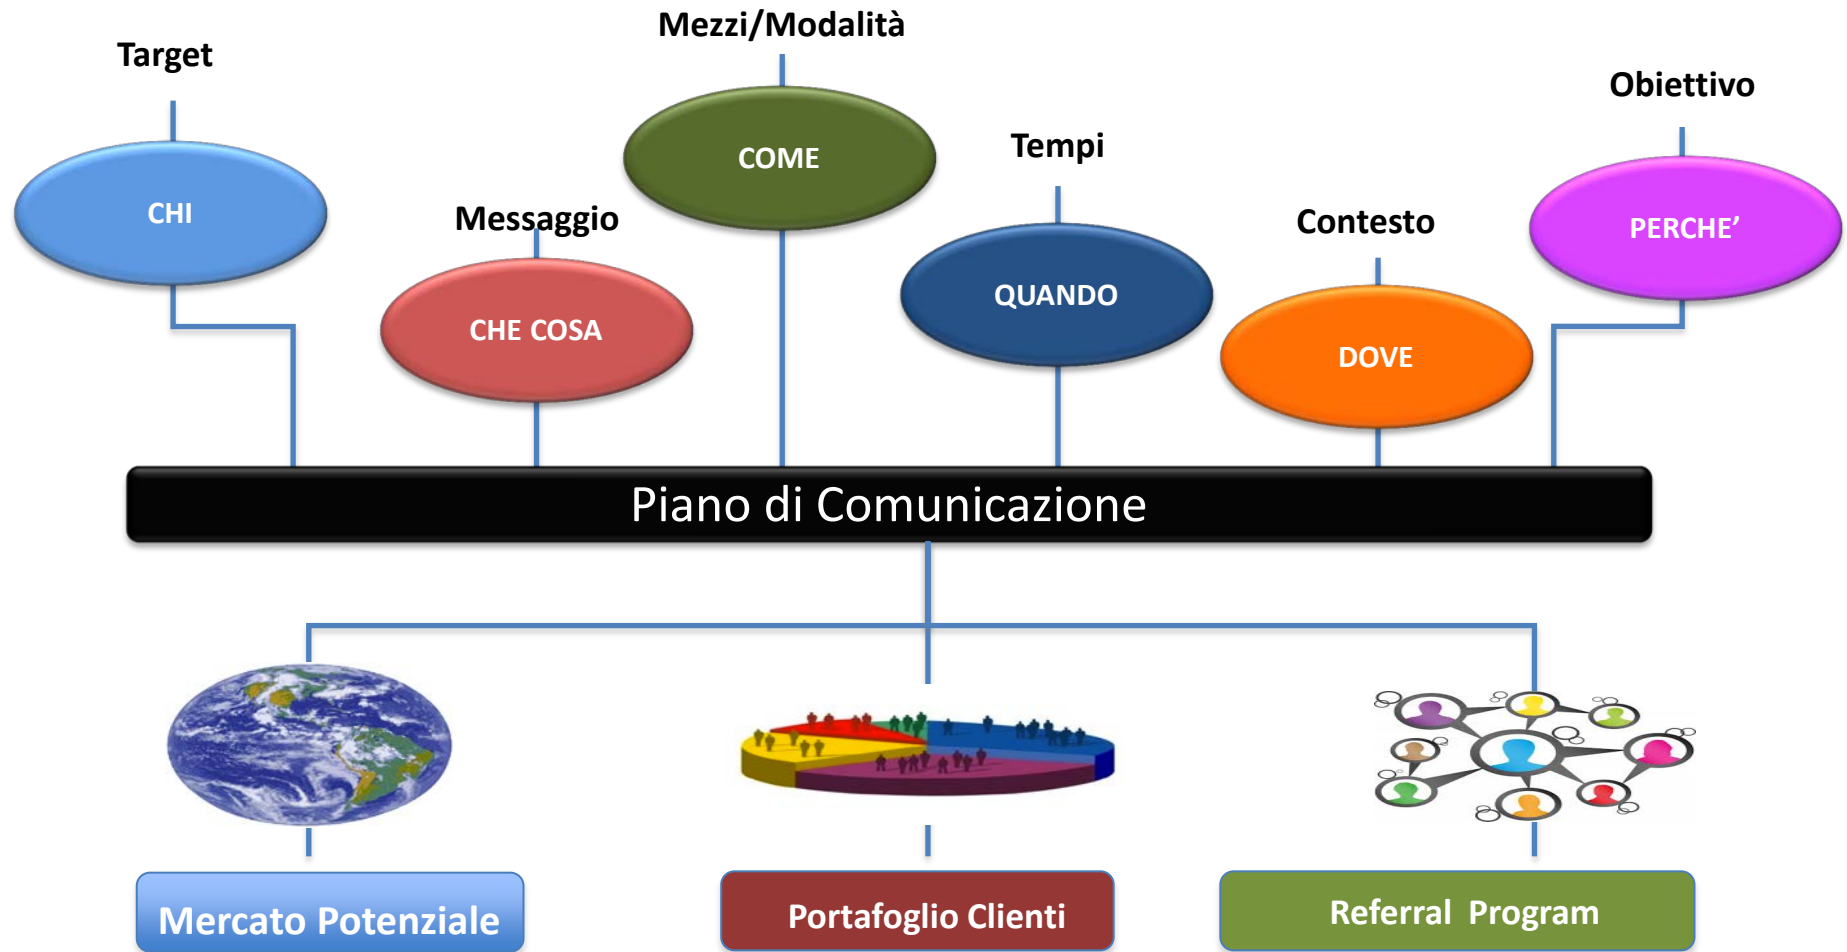 Target
CHI
Messaggio
CHE COSA
Mezzi/Modalità
COME
Tempi
QUANDO
Contesto
DOVE
Obiettivo
PERCHE’
Piano di Comunicazione
Mercato Potenziale
Portafoglio Clienti
Referral Program